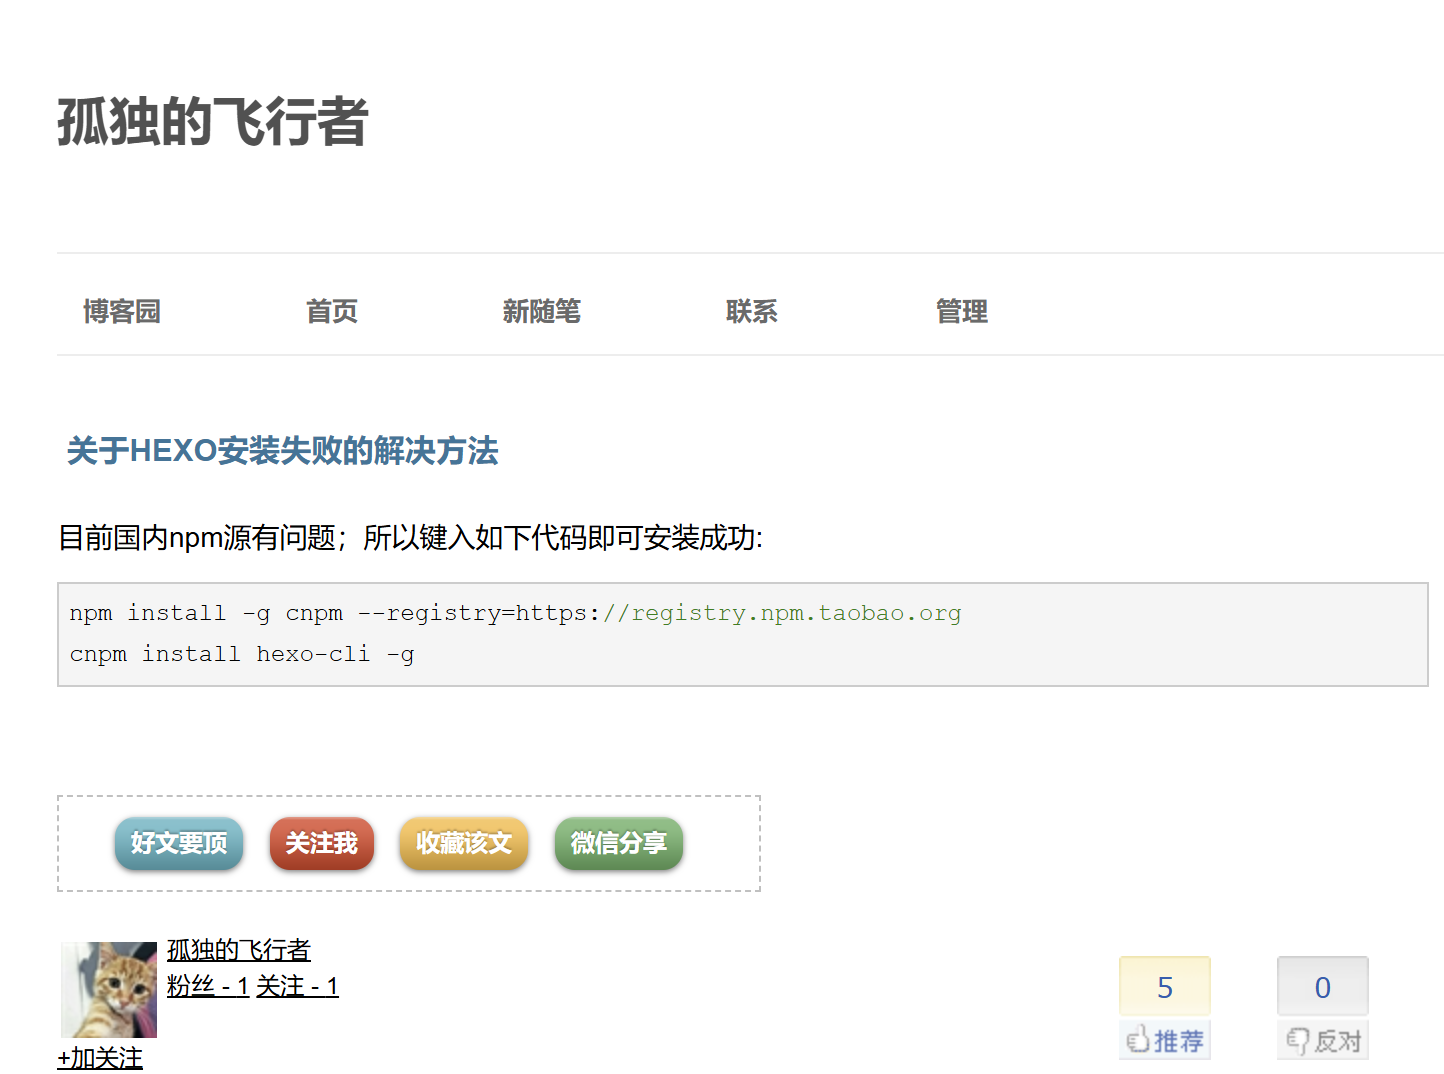 孤独的飞行者
博客园 首页 新随笔 联系 管理
关于HEXO安装失败的解决方法
目前国内npm源有问题；所以键入如下代码即可安装成功:
npm install -g cnpm --registry=https://registry.npm.taobao.org
cnpm install hexo-cli -g
好文要顶 关注我 收藏该文 微信分享
孤独的飞行者
粉丝 - 1 关注 - 1
+加关注
5 0
推荐 反对